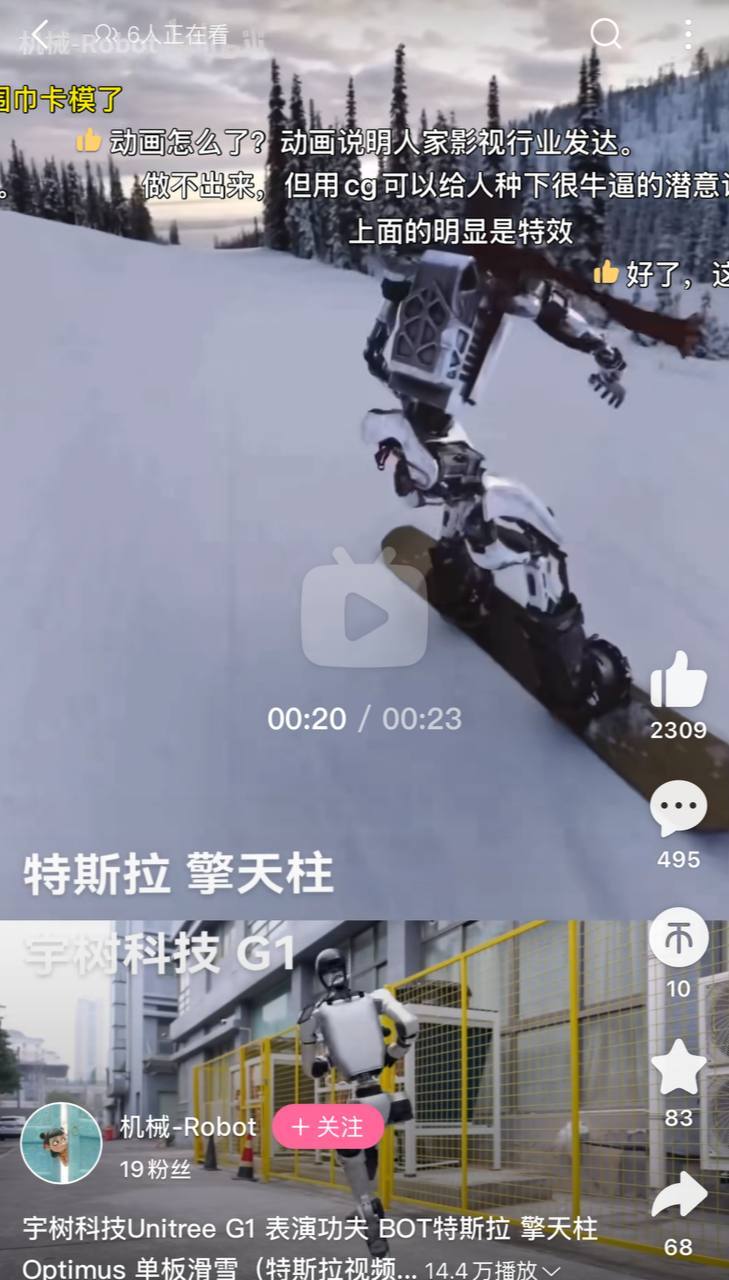 机械-Robot
6人正在看
围巾卡模了
动画怎么了？动画说明人家影视行业发达。
。
做不出来，但用cg可以给人种下很牛逼的潜意
上面的明显是特效
好了，这
00:20 / 00:23
2309
495
特斯拉 擎天柱
宇树科技 G1
10
83
机械-Robot
+ 关注
19粉丝
68
宇树科技Unitree G1 表演功夫 BOT特斯拉 擎天柱
Optimus 单板滑雪（特斯拉视频... 14.4万播放